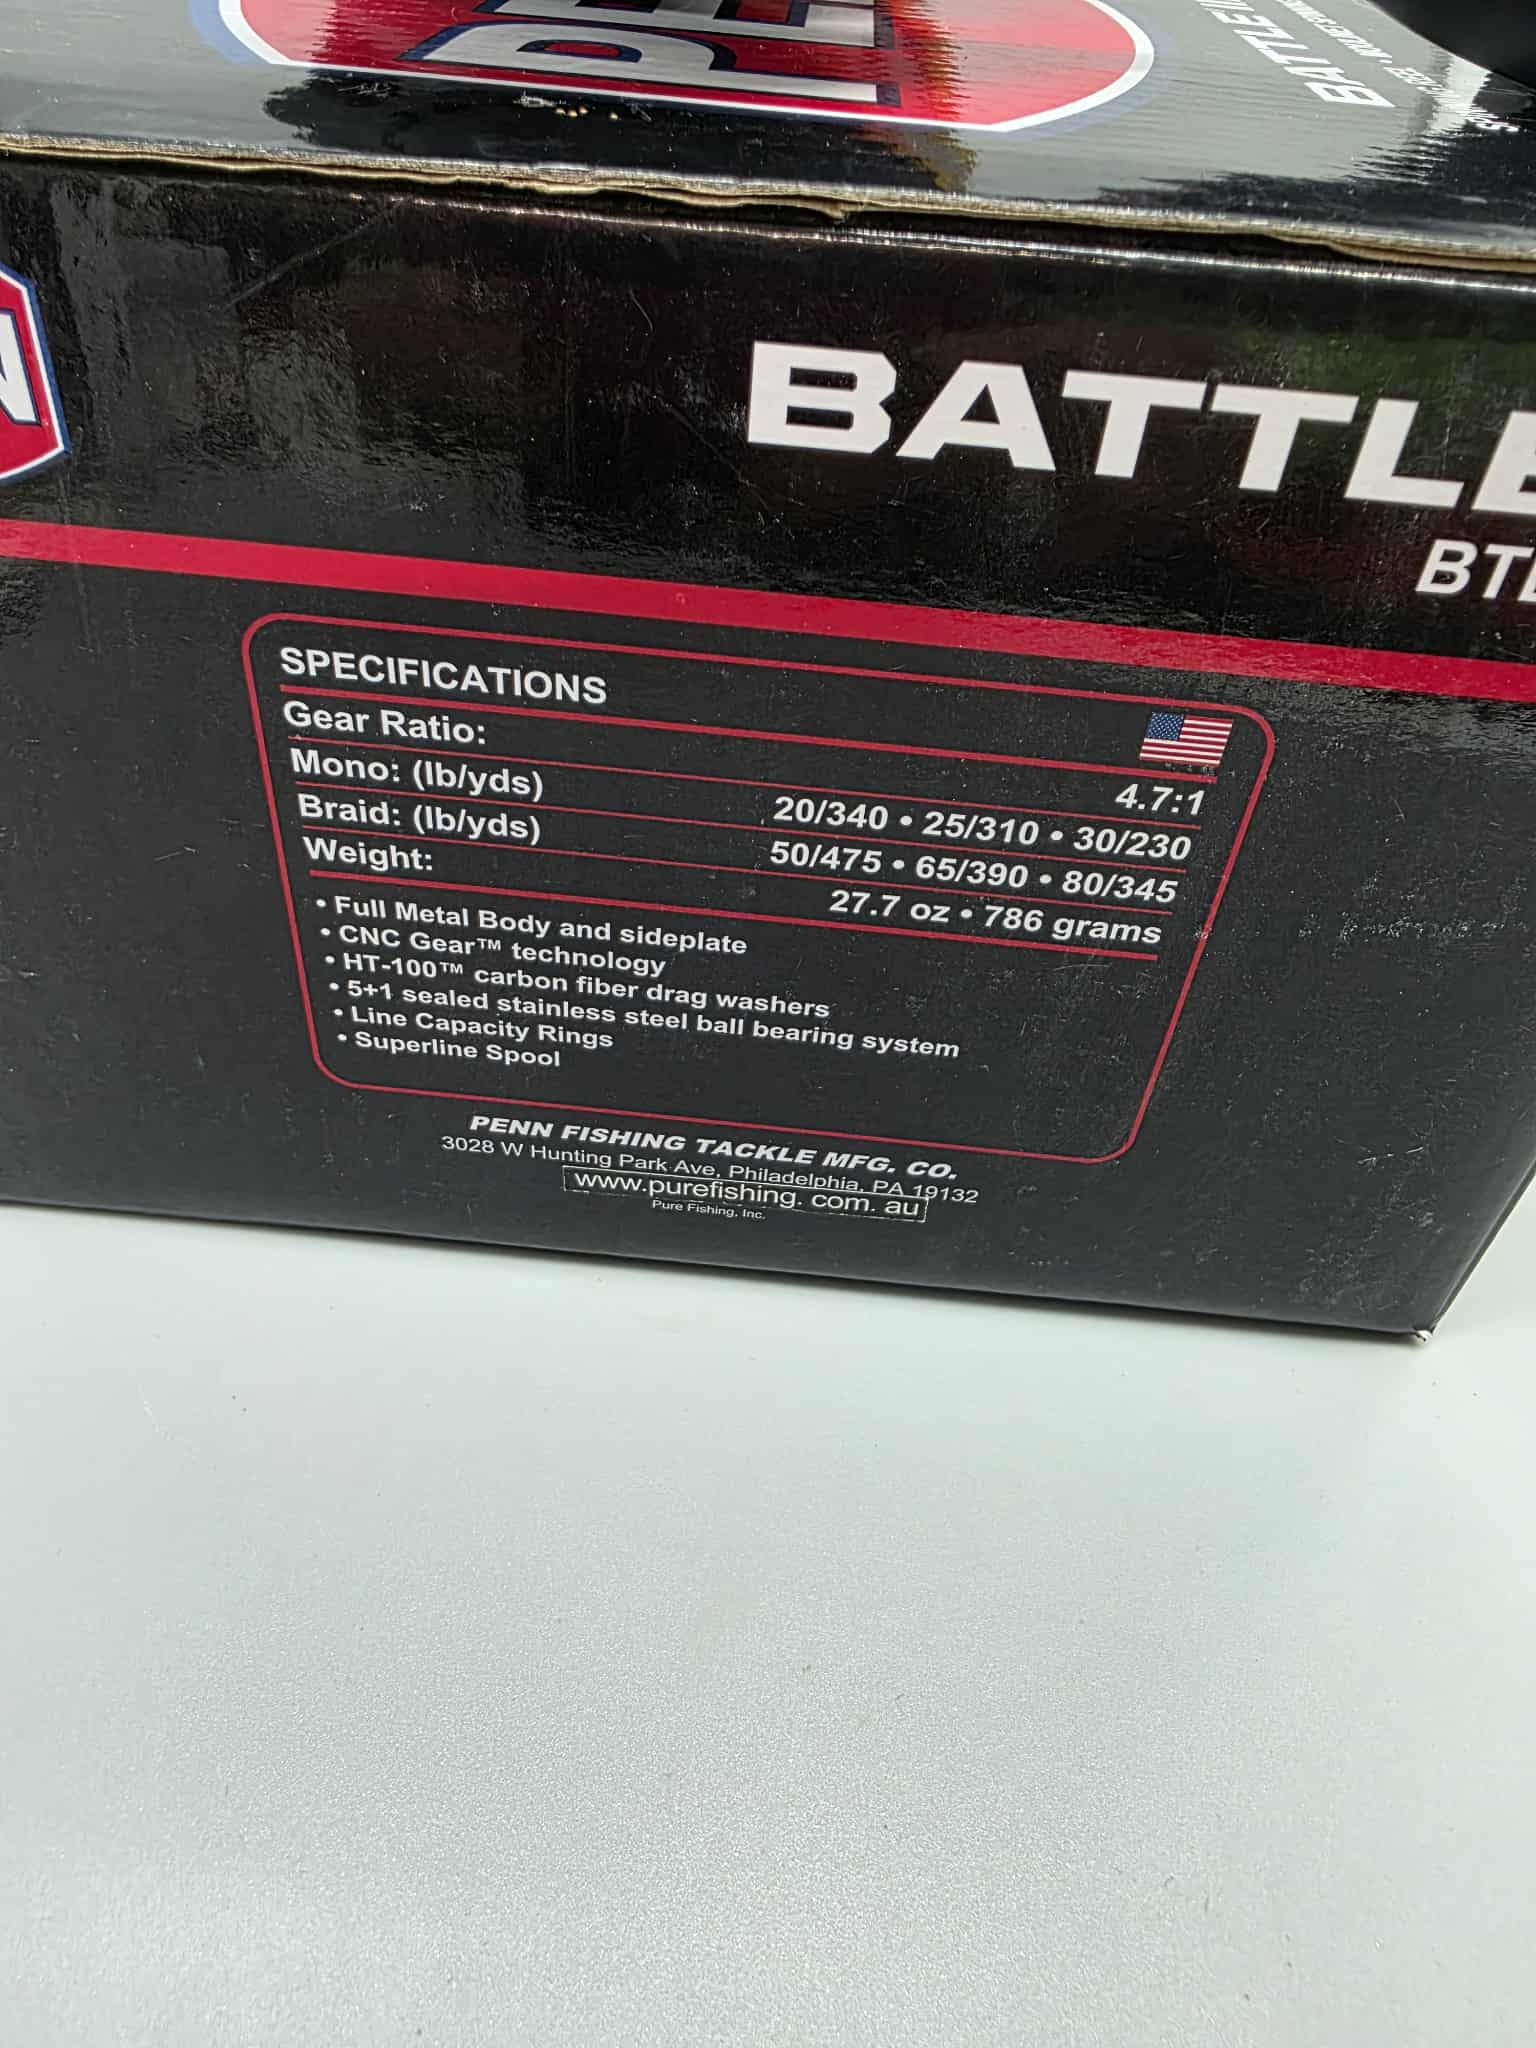 BATTLE
SPECIFICATIONS
Gear Ratio: 4.7:1
Mono: (lb/yds) 20/340 • 25/310 • 30/230
Braid: (lb/yds) 50/475 • 65/390 • 80/345
Weight: 27.7 oz • 786 grams
• Full Metal Body and sideplate
• CNC Gear™ technology
• HT-100™ carbon fiber drag washers
• 5+1 sealed stainless steel ball bearing system
• Line Capacity Rings
• Superline Spool
PENN FISHING TACKLE MFG. CO.
3028 W Hunting Park Ave, Philadelphia, PA 19132
www.purefishing. com. au
Pure Fishing, Inc.